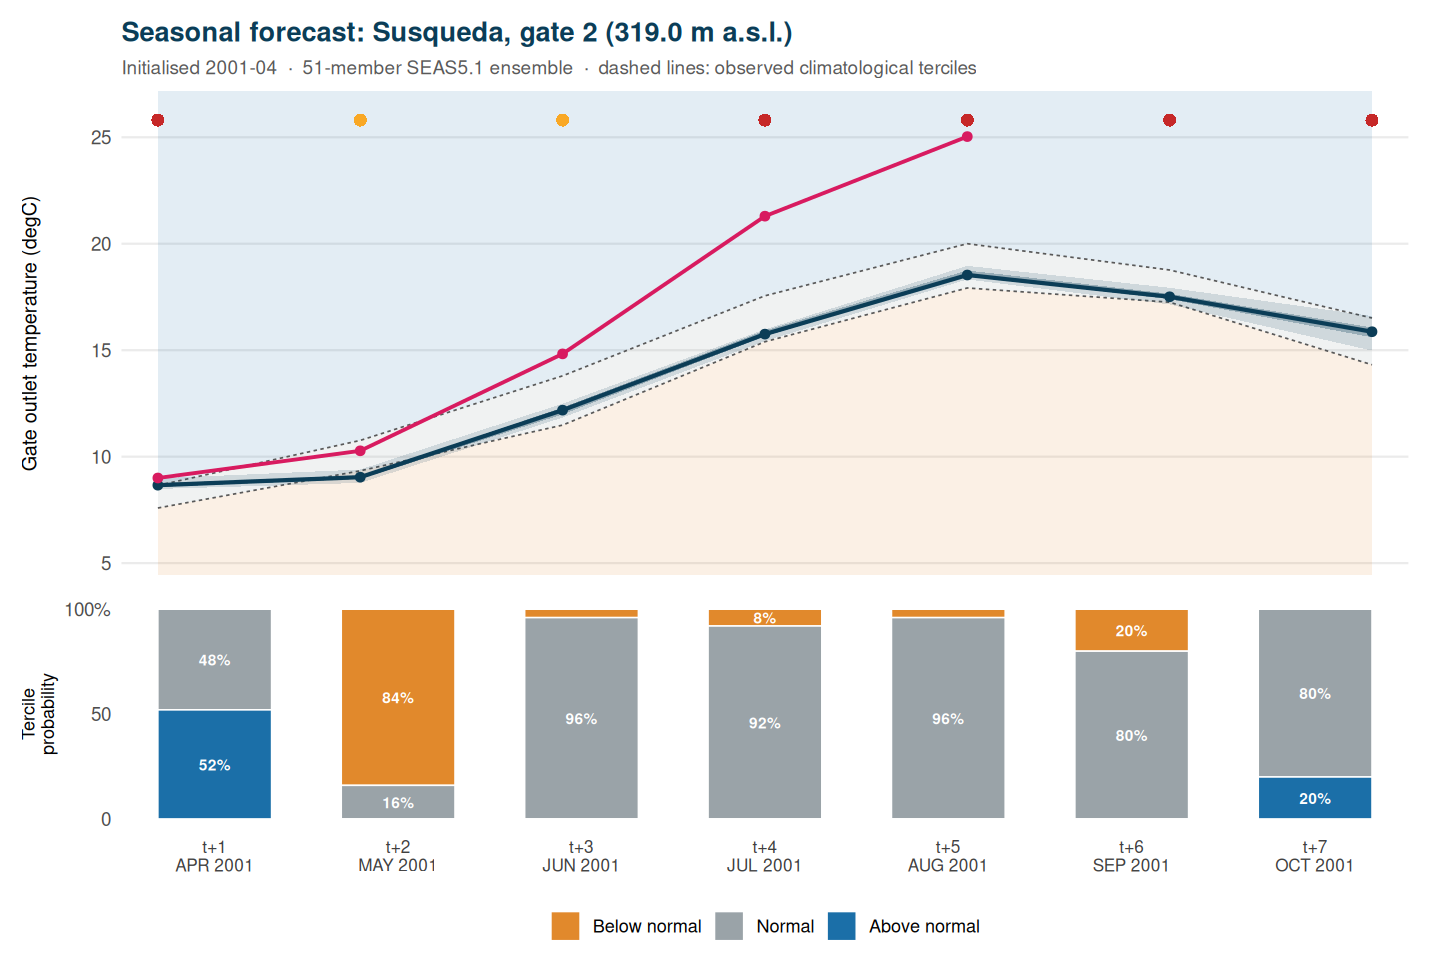 Seasonal forecast: Susqueda, gate 2 (319.0 m a.s.l.)
Initialised 2001-04 · 51-member SEAS5.1 ensemble · dashed lines: observed climatological terciles
Gate outlet temperature (degC)
25
20
15
10
5
Tercile
probability
100%
50
0
48%
52%
84%
16%
96%
8%
92%
96%
20%
80%
80%
20%
t+1
APR 2001
t+2
MAY 2001
t+3
JUN 2001
t+4
JUL 2001
t+5
AUG 2001
t+6
SEP 2001
t+7
OCT 2001
Below normal
Normal
Above normal